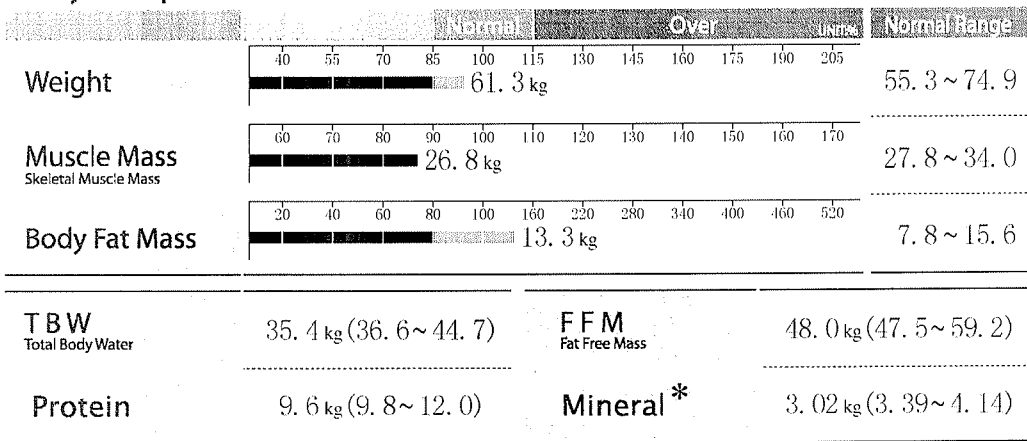 Normal Over UNIT:% Normal Range
40 55 70 85 100 115 130 145 160 175 190 205
Weight 61.3 kg 55.3~74.9
60 70 80 90 100 110 120 130 140 150 160 170
Muscle Mass 26.8 kg 27.8~34.0
Skeletal Muscle Mass
20 40 60 80 100 160 220 280 340 400 460 520
Body Fat Mass 13.3 kg 7.8~15.6
TBW 35.4 kg (36.6~44.7) FFM 48.0 kg (47.5~59.2)
Total Body Water Fat Free Mass
Protein 9.6 kg (9.8~12.0) Mineral* 3.02 kg (3.39~4.14)